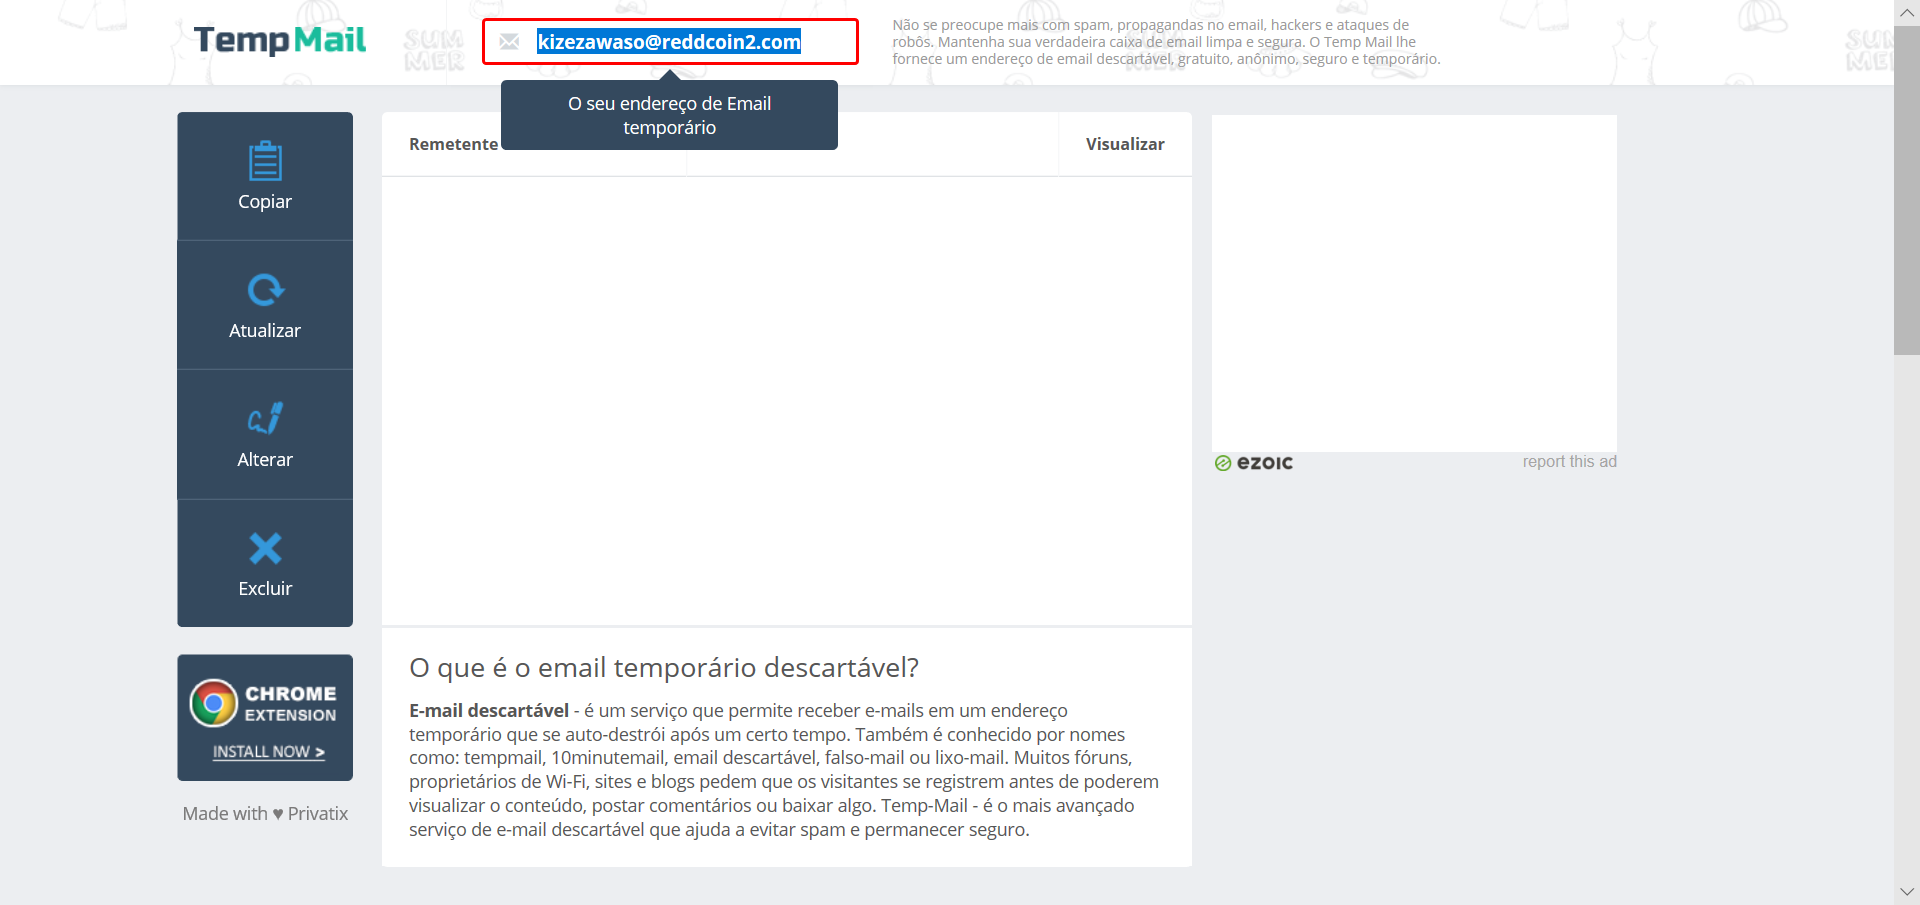 TempMail
SUMMER
kizezawaso@reddcoin2.com
Não se preocupe mais com spam, propagandas no email, hackers e ataques de
robôs. Mantenha sua verdadeira caixa de email limpa e segura. O Temp Mail lhe
fornece um endereço de email descartável, gratuito, anônimo, seguro e temporário.
O seu endereço de Email
temporário
Remetente
Visualizar
Copiar
Atualizar
Alterar
Excluir
ezoic
report this ad
CHROME
EXTENSION
INSTALL NOW >
Made with ♥ Privatix
O que é o email temporário descartável?
E-mail descartável - é um serviço que permite receber e-mails em um endereço
temporário que se auto-destrói após um certo tempo. Também é conhecido por nomes
como: tempmail, 10minutemail, email descartável, falso-mail ou lixo-mail. Muitos fóruns,
proprietários de Wi-Fi, sites e blogs pedem que os visitantes se registrem antes de poderem
visualizar o conteúdo, postar comentários ou baixar algo. Temp-Mail - é o mais avançado
serviço de e-mail descartável que ajuda a evitar spam e permanecer seguro.